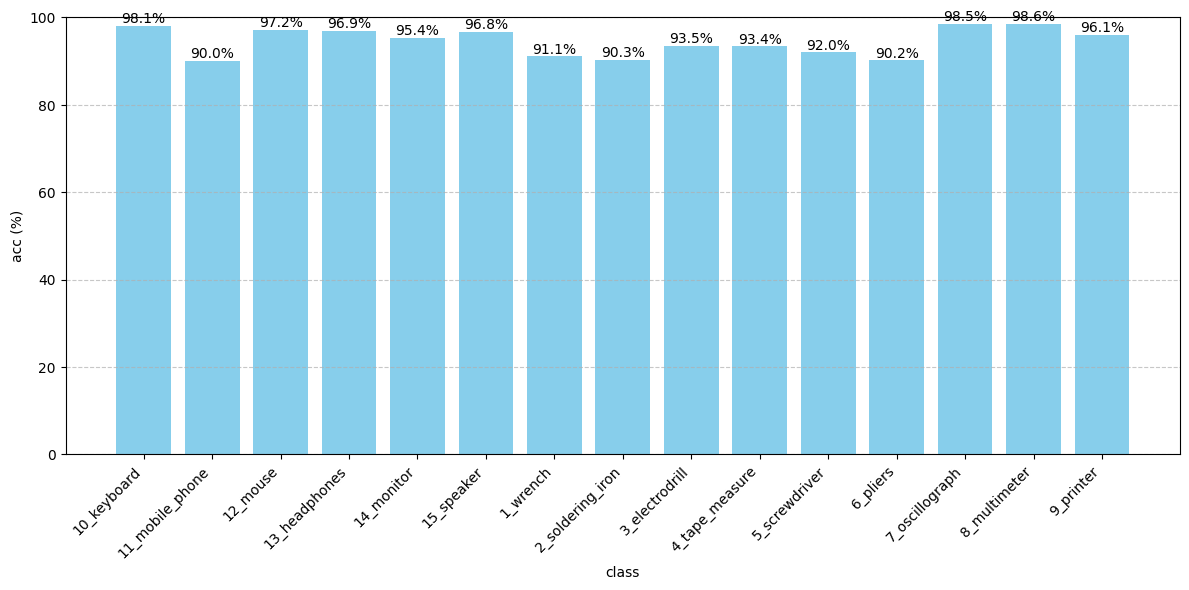 98.1%
90.0%
97.2%
96.9%
95.4%
96.8%
91.1%
90.3%
93.5%
93.4%
92.0%
90.2%
98.5%
98.6%
96.1%
100
80
60
40
20
0
acc (%)
10_keyboard
11_mobile_phone
12_mouse
13_headphones
14_monitor
15_speaker
1_wrench
2_soldering_iron
3_electrodrill
4_tape_measure
5_screwdriver
6_pliers
7_oscillograph
8_multimeter
9_printer
class